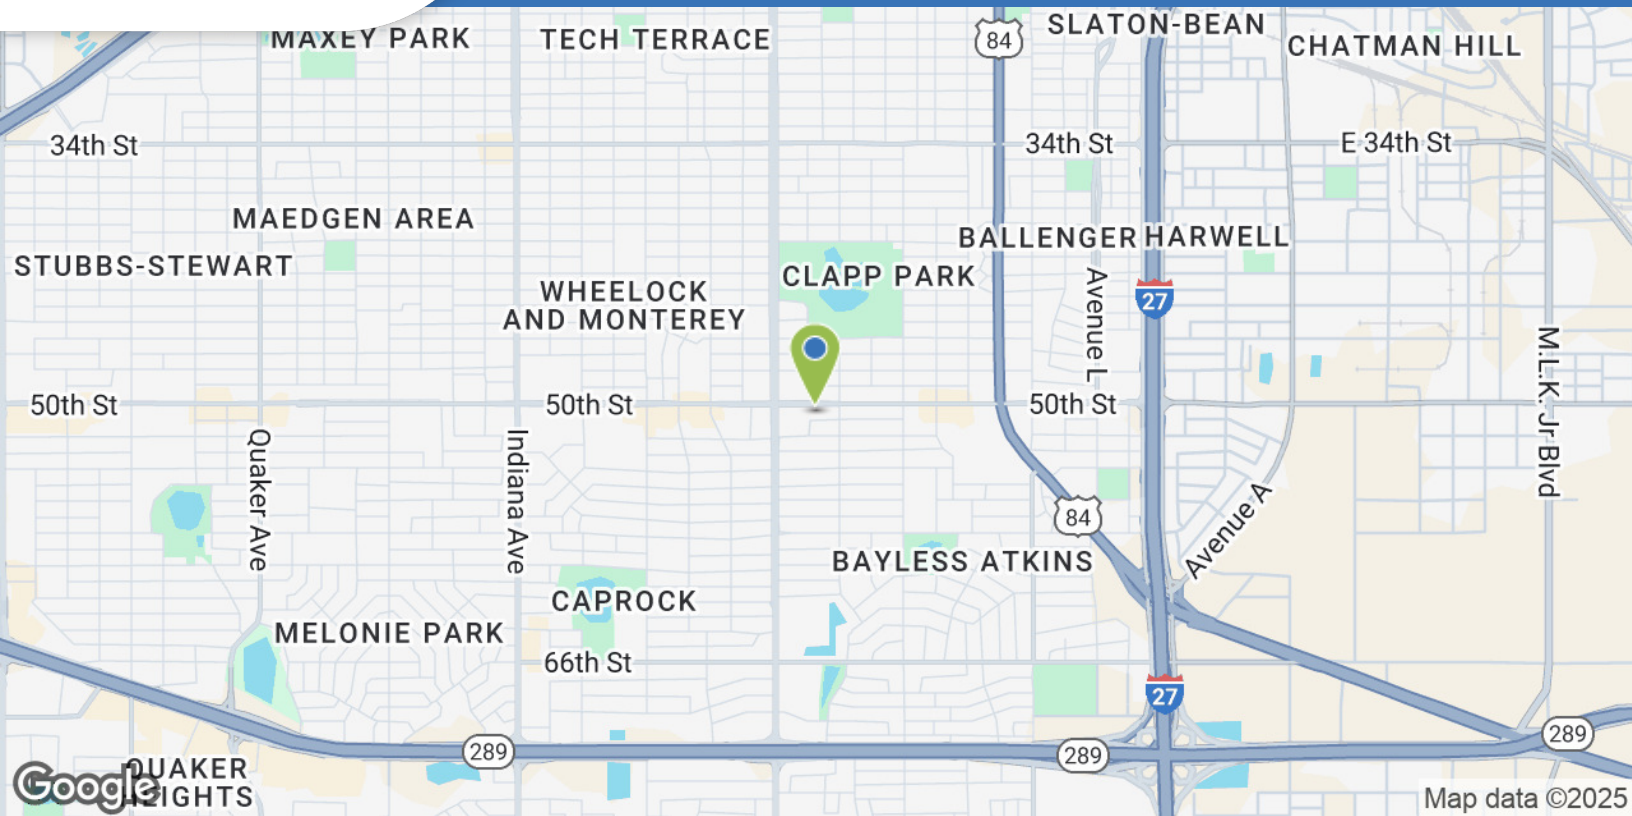 MAXEY PARK
TECH TERRACE
84
SLATON-BEAN
CHATMAN HILL
34th St
34th St
E 34th St
MAEDGEN AREA
STUBBS-STEWART
WHEELOCK
AND MONTEREY
CLAPP PARK
BALLENGER
HARWELL
Avenue L
27
M.L.K. Jr Blvd
50th St
50th St
50th St
Quaker Ave
Indiana Ave
84
Avenue A
BAYLESS ATKINS
CAPROCK
MELONIE PARK
66th St
27
289
289
289
QUAKER
HEIGHTS
Google
Map data ©2025